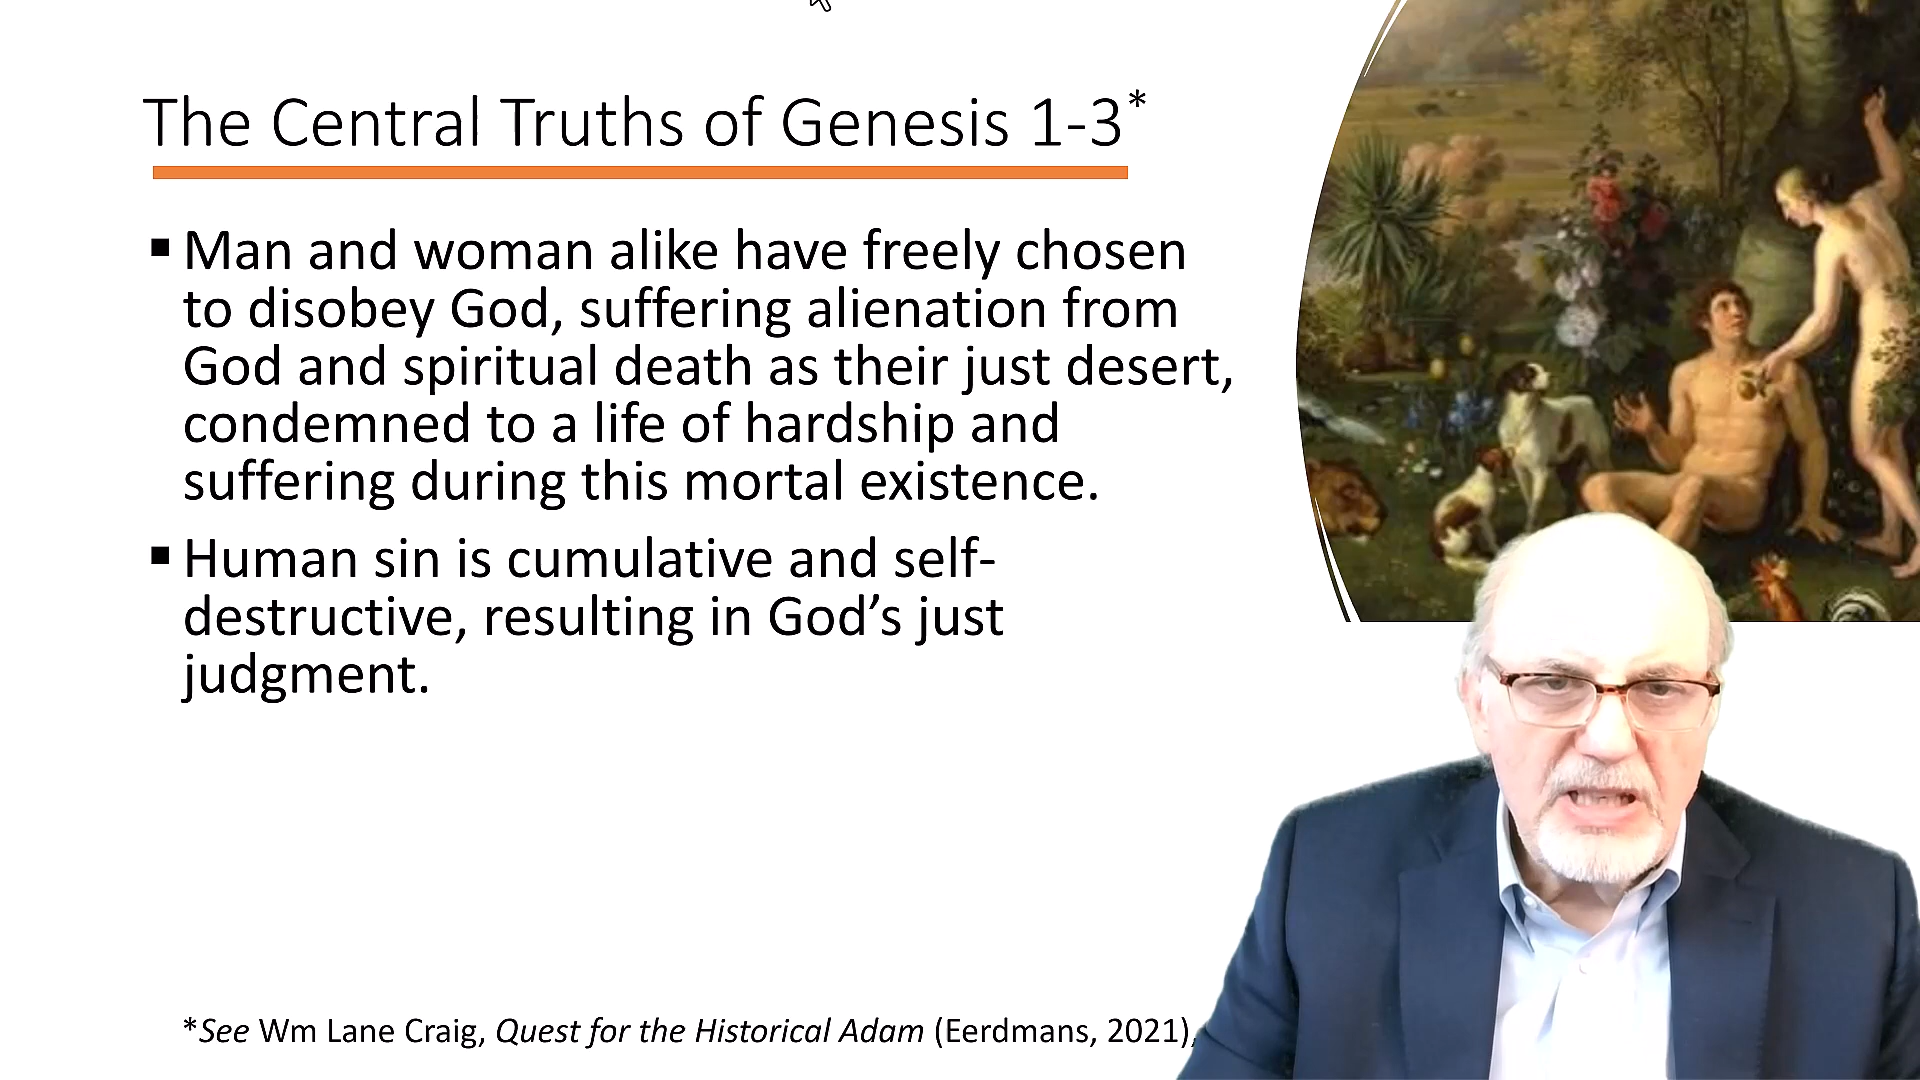 The Central Truths of Genesis 1-3*
▪ Man and woman alike have freely chosen
to disobey God, suffering alienation from
God and spiritual death as their just desert,
condemned to a life of hardship and
suffering during this mortal existence.
▪ Human sin is cumulative and self-
destructive, resulting in God’s just
judgment.
*See Wm Lane Craig, Quest for the Historical Adam (Eerdmans, 2021),